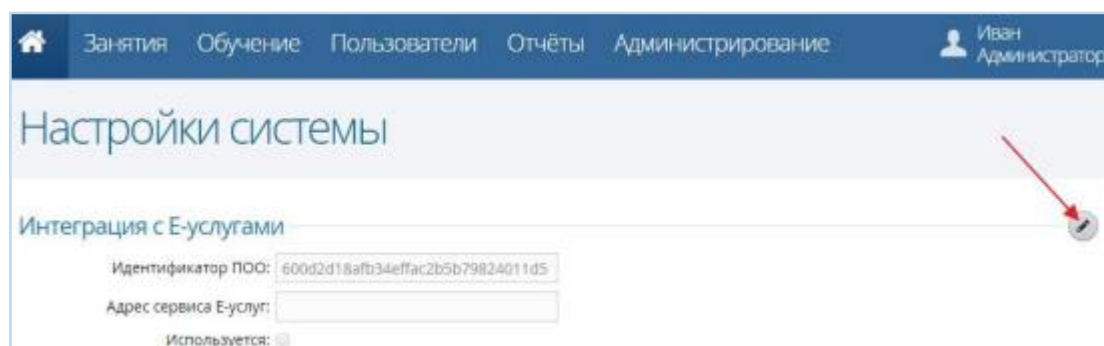 Занятия Обучение Пользователи Отчёты Администрирование Иван
Администратор
Настройки системы
Интеграция с Е-услугами
Идентификатор ПОО: 600d2d18afb34effac2b5b79824011d5
Адрес сервиса Е-услуг:
Используется: